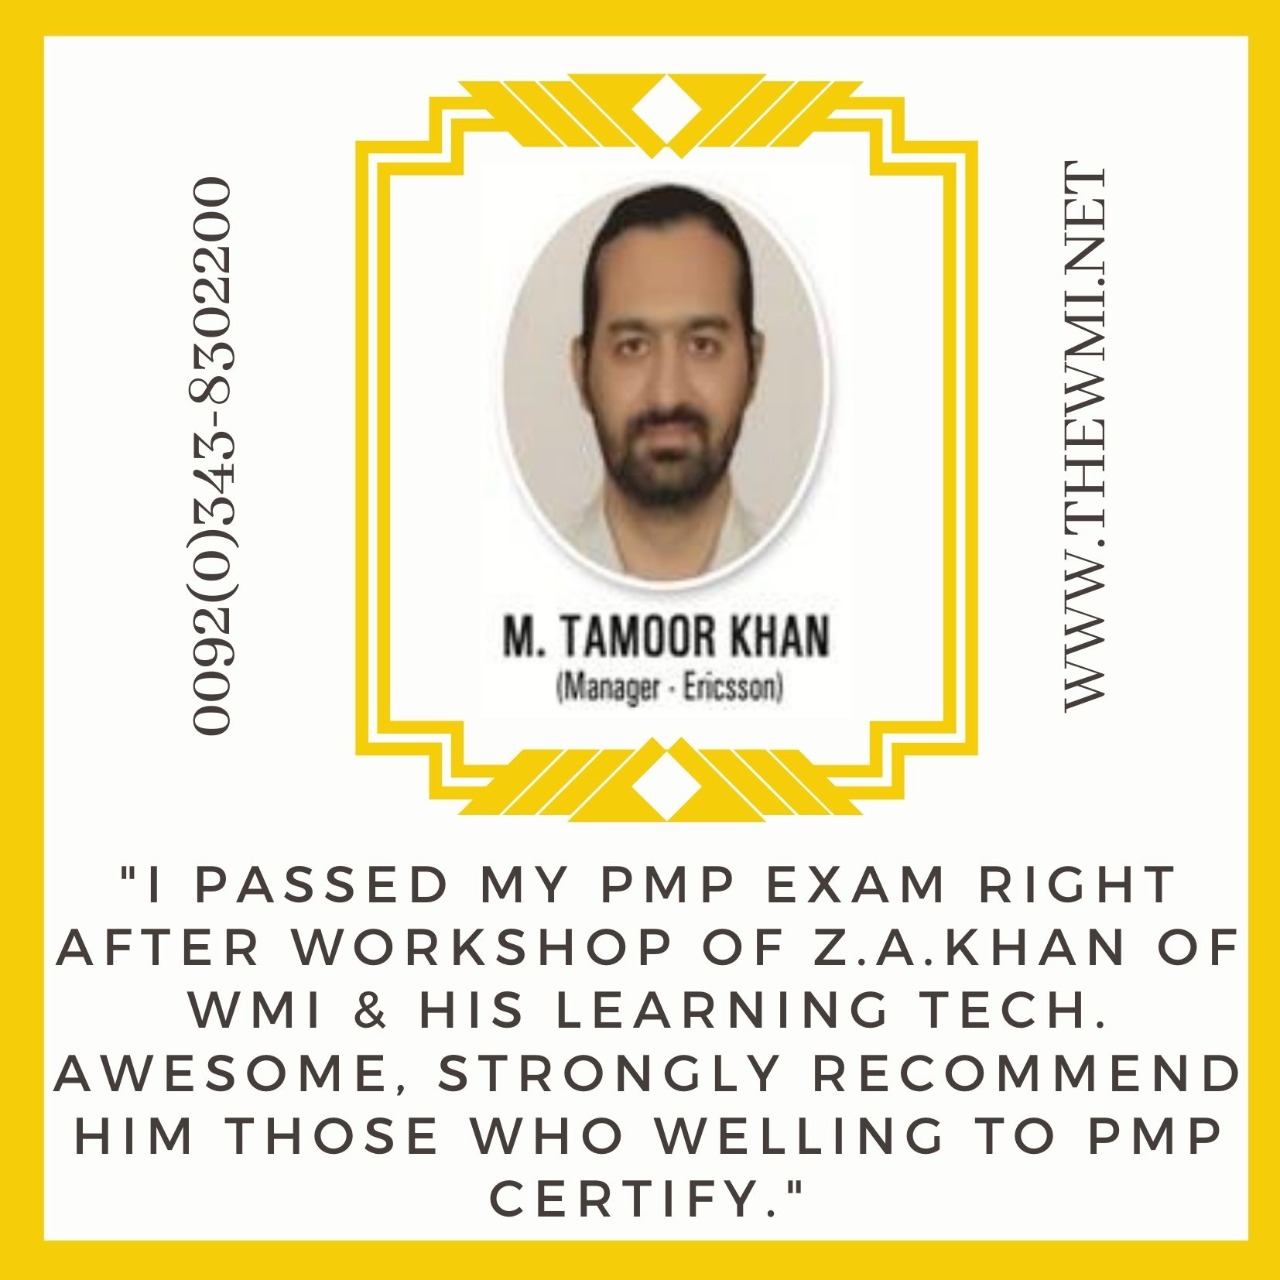 0092(0)343-8302200
WWW.THEWMI.NET
M. TAMOOR KHAN
(Manager - Ericsson)
"I PASSED MY PMP EXAM RIGHT
AFTER WORKSHOP OF Z.A.KHAN OF
WMI & HIS LEARNING TECH.
AWESOME, STRONGLY RECOMMEND
HIM THOSE WHO WELLING TO PMP
CERTIFY."